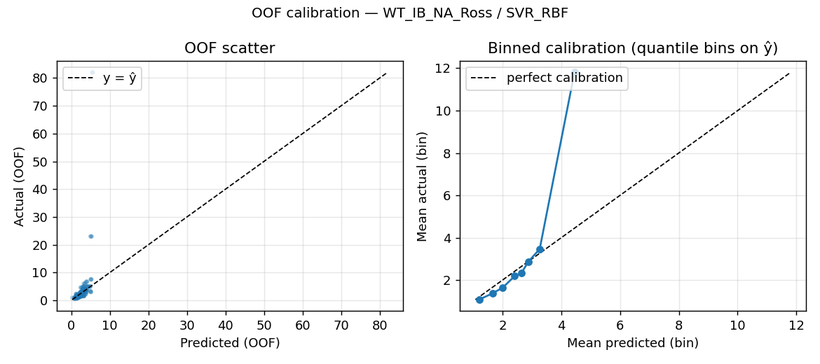 OOF calibration — WT_IB_NA_Ross / SVR_RBF
OOF scatter
y = ŷ
Actual (OOF)
80
70
60
50
40
30
20
10
0
0 10 20 30 40 50 60 70 80
Predicted (OOF)
Binned calibration (quantile bins on ŷ)
perfect calibration
Mean actual (bin)
12
10
8
6
4
2
2 4 6 8 10 12
Mean predicted (bin)